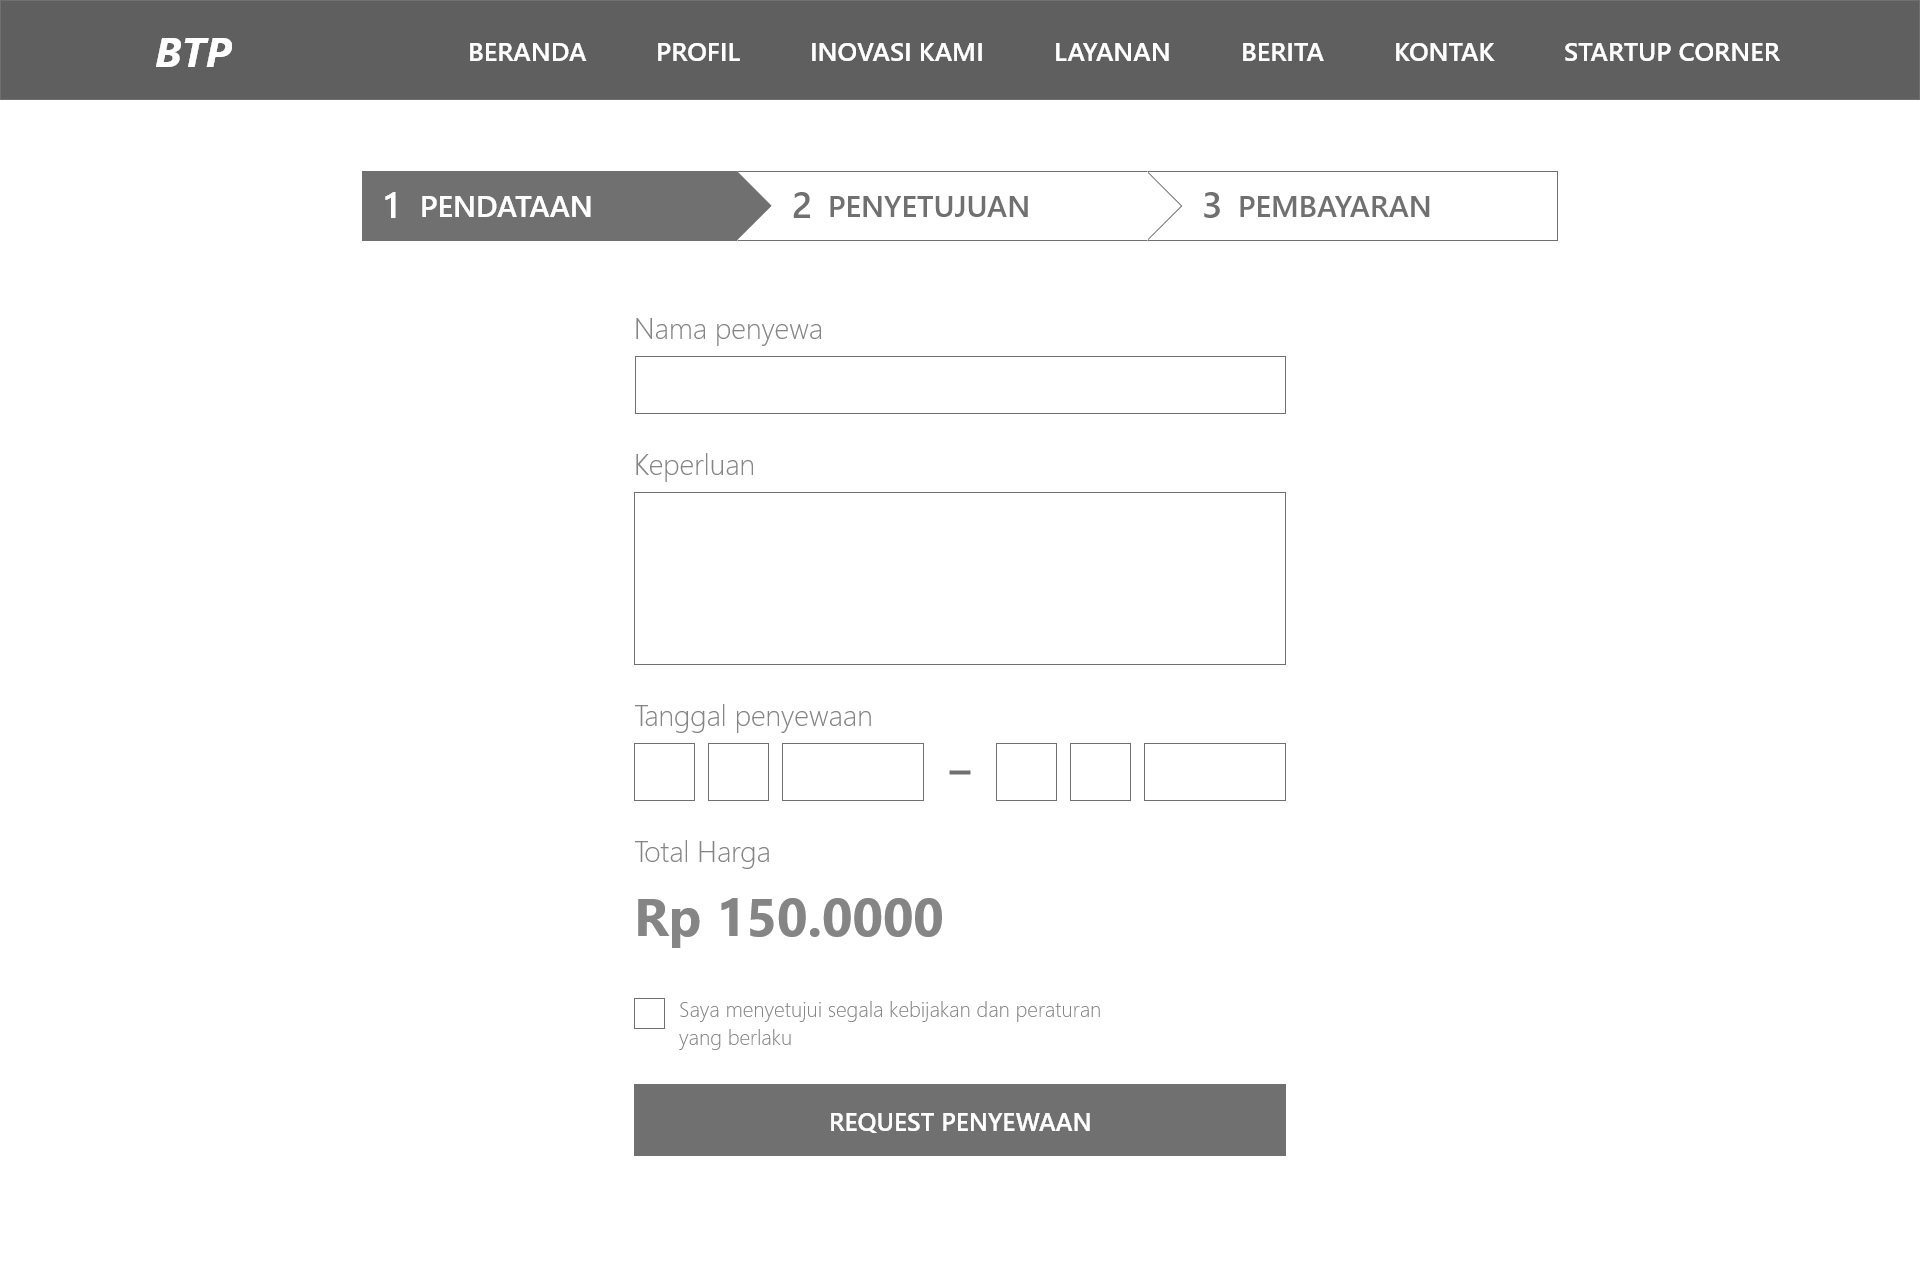 BTP BERANDA PROFIL INOVASI KAMI LAYANAN BERITA KONTAK STARTUP CORNER
1 PENDATAAN 2 PENYETUJUAN 3 PEMBAYARAN
Nama penyewa
Keperluan
Tanggal penyewaan
–
Total Harga
Rp 150.0000
Saya menyetujui segala kebijakan dan peraturan
yang berlaku
REQUEST PENYEWAAN